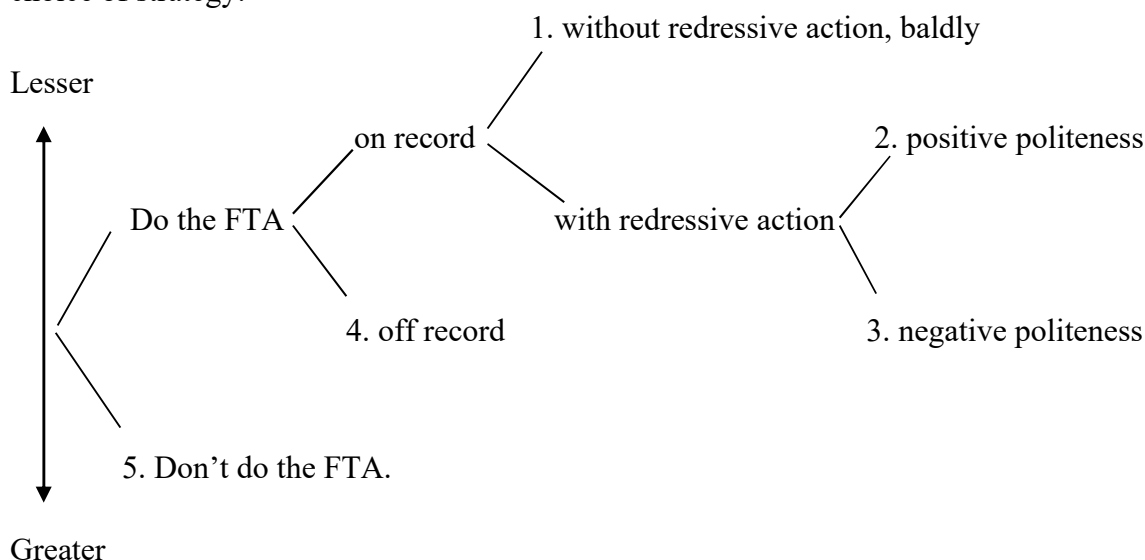 choice of strategy.
1. without redressive action, baldly
Lesser
on record
2. positive politeness
Do the FTA
with redressive action
4. off record
3. negative politeness
5. Don’t do the FTA.
Greater